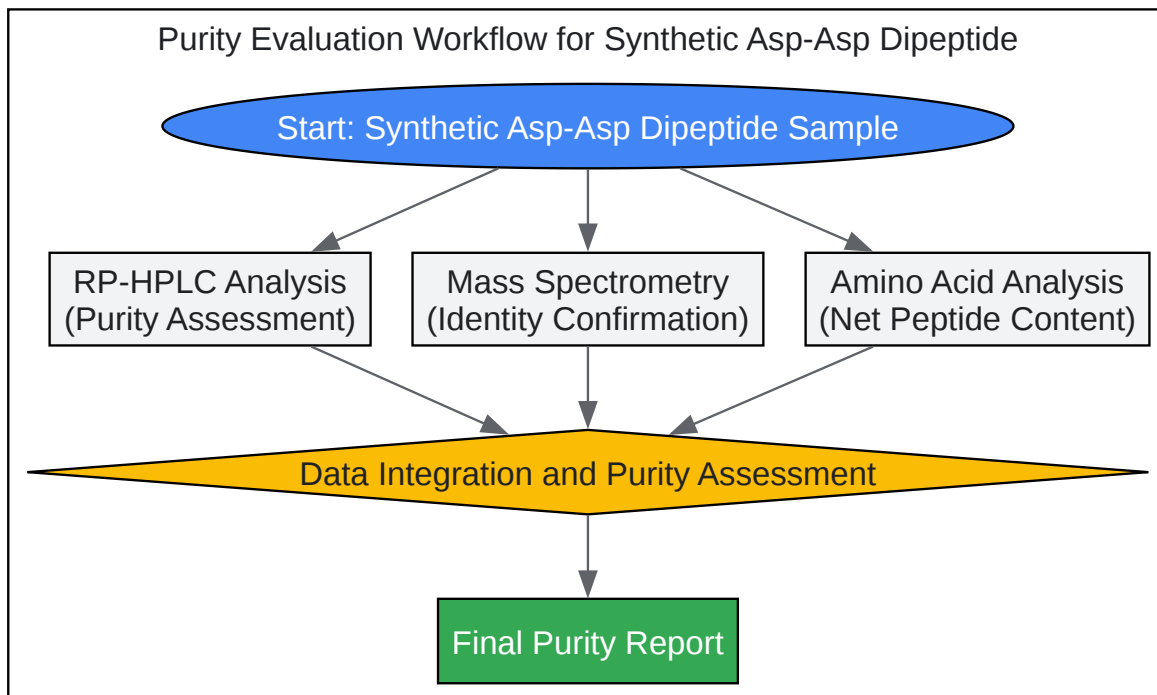 Purity Evaluation Workflow for Synthetic Asp-Asp Dipeptide
Start: Synthetic Asp-Asp Dipeptide Sample
RP-HPLC Analysis
(Purity Assessment)
Mass Spectrometry
(Identity Confirmation)
Amino Acid Analysis
(Net Peptide Content)
Data Integration and Purity Assessment
Final Purity Report